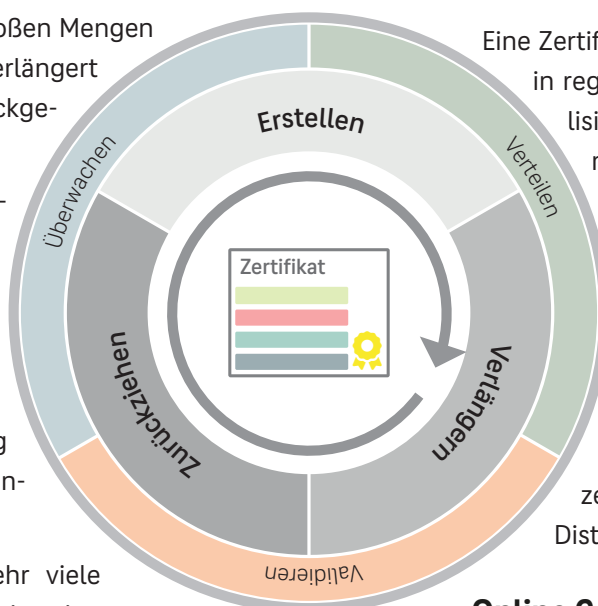 oßen Mengen
erlängert
ckge-
-
g
n-
ehr viele
Eine Zertif
in reg
lisi
Erstellen
Überwachen
Verteilen
Zertifikat
Zurückziehen
Verlängern
Validieren
ze
Dist